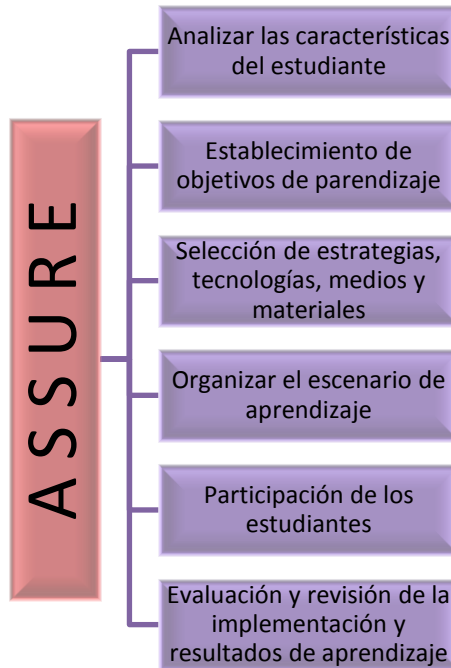 ASSURE
Analizar las características
del estudiante
Establecimiento de
objetivos de parendizaje
Selección de estrategias,
tecnologías, medios y
materiales
Organizar el escenario de
aprendizaje
Participación de los
estudiantes
Evaluación y revisión de la
implementación y
resultados de aprendizaje